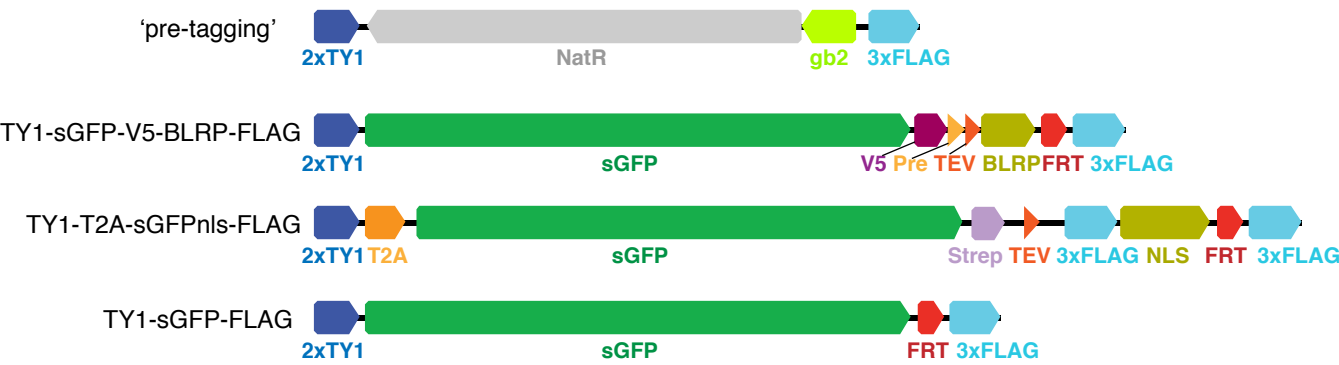 'pre-tagging'
2xTY1 NatR gb2 3xFLAG
TY1-sGFP-V5-BLRP-FLAG
2xTY1 sGFP V5 Pre TEV BLRP FRT 3xFLAG
TY1-T2A-sGFPnls-FLAG
2xTY1 T2A sGFP Strep TEV 3xFLAG NLS FRT 3xFLAG
TY1-sGFP-FLAG
2xTY1 sGFP FRT 3xFLAG